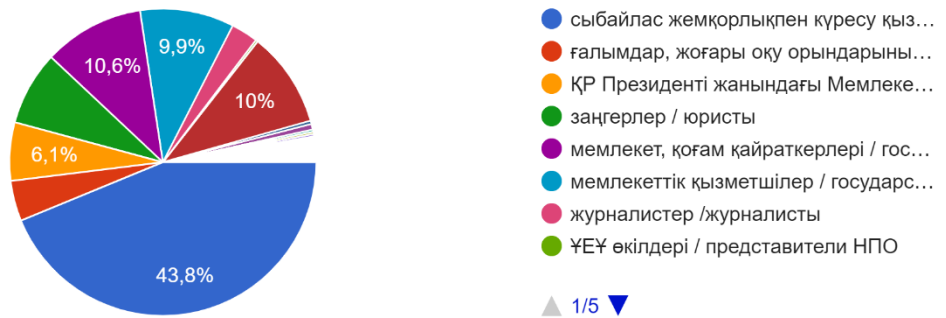 9,9%
10,6%
10%
6,1%
43,8%
сыбайлас жемқорлықпен күресу қыз...
ғалымдар, жоғары оқу орындарыны...
ҚР Президенті жанындағы Мемлеке...
заңгерлер / юристы
мемлекет, қоғам қайраткерлері / гос...
мемлекеттік қызметшілер / государс...
журналистер /журналисты
ҮЕҰ өкілдері / представители НПО
1/5